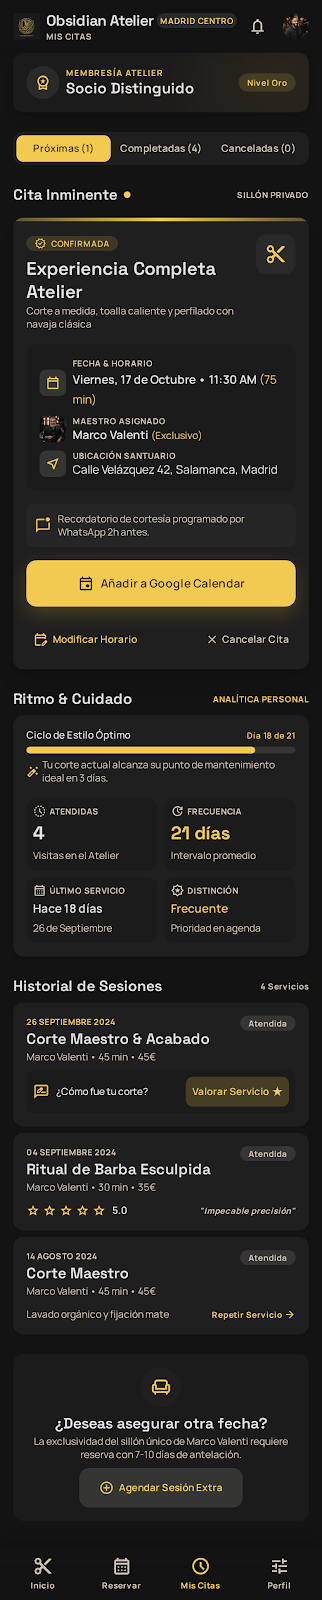 Obsidian Atelier MADRID CENTRO
MIS CITAS
MEMBRESÍA ATELIER
Socio Distinguido
Nivel Oro
Próximas (1)
Completadas (4)
Canceladas (0)
Cita Inminente
SILLÓN PRIVADO
CONFIRMADA
Experiencia Completa
Atelier
Corte a medida, toalla caliente y perfilado con
navaja clásica
FECHA & HORARIO
Viernes, 17 de Octubre • 11:30 AM (75
min)
MAESTRO ASIGNADO
Marco Valenti (Exclusivo)
UBICACIÓN SANTUARIO
Calle Velázquez 42, Salamanca, Madrid
Recordatorio de cortesía programado por
WhatsApp 2h antes.
Añadir a Google Calendar
Modificar Horario
Cancelar Cita
Ritmo & Cuidado
ANALÍTICA PERSONAL
Ciclo de Estilo Óptimo
Día 18 de 21
Tu corte actual alcanza su punto de mantenimiento
ideal en 3 días.
ATENDIDAS
4
Visitas en el Atelier
FRECUENCIA
21 días
Intervalo promedio
ÚLTIMO SERVICIO
Hace 18 días
26 de Septiembre
DISTINCIÓN
Frecuente
Prioridad en agenda
Historial de Sesiones
4 Servicios
26 SEPTIEMBRE 2024
Atendida
Corte Maestro & Acabado
Marco Valenti • 45 min • 45€
¿Cómo fue tu corte?
Valorar Servicio ★
04 SEPTIEMBRE 2024
Atendida
Ritual de Barba Esculpida
Marco Valenti • 30 min • 35€
5.0
"Impecable precisión"
14 AGOSTO 2024
Atendida
Corte Maestro
Marco Valenti • 45 min • 45€
Lavado orgánico y fijación mate
Repetir Servicio →
¿Deseas asegurar otra fecha?
La exclusividad del sillón único de Marco Valenti requiere
reserva con 7-10 días de antelación.
Agendar Sesión Extra
Inicio
Reservar
Mis Citas
Perfil